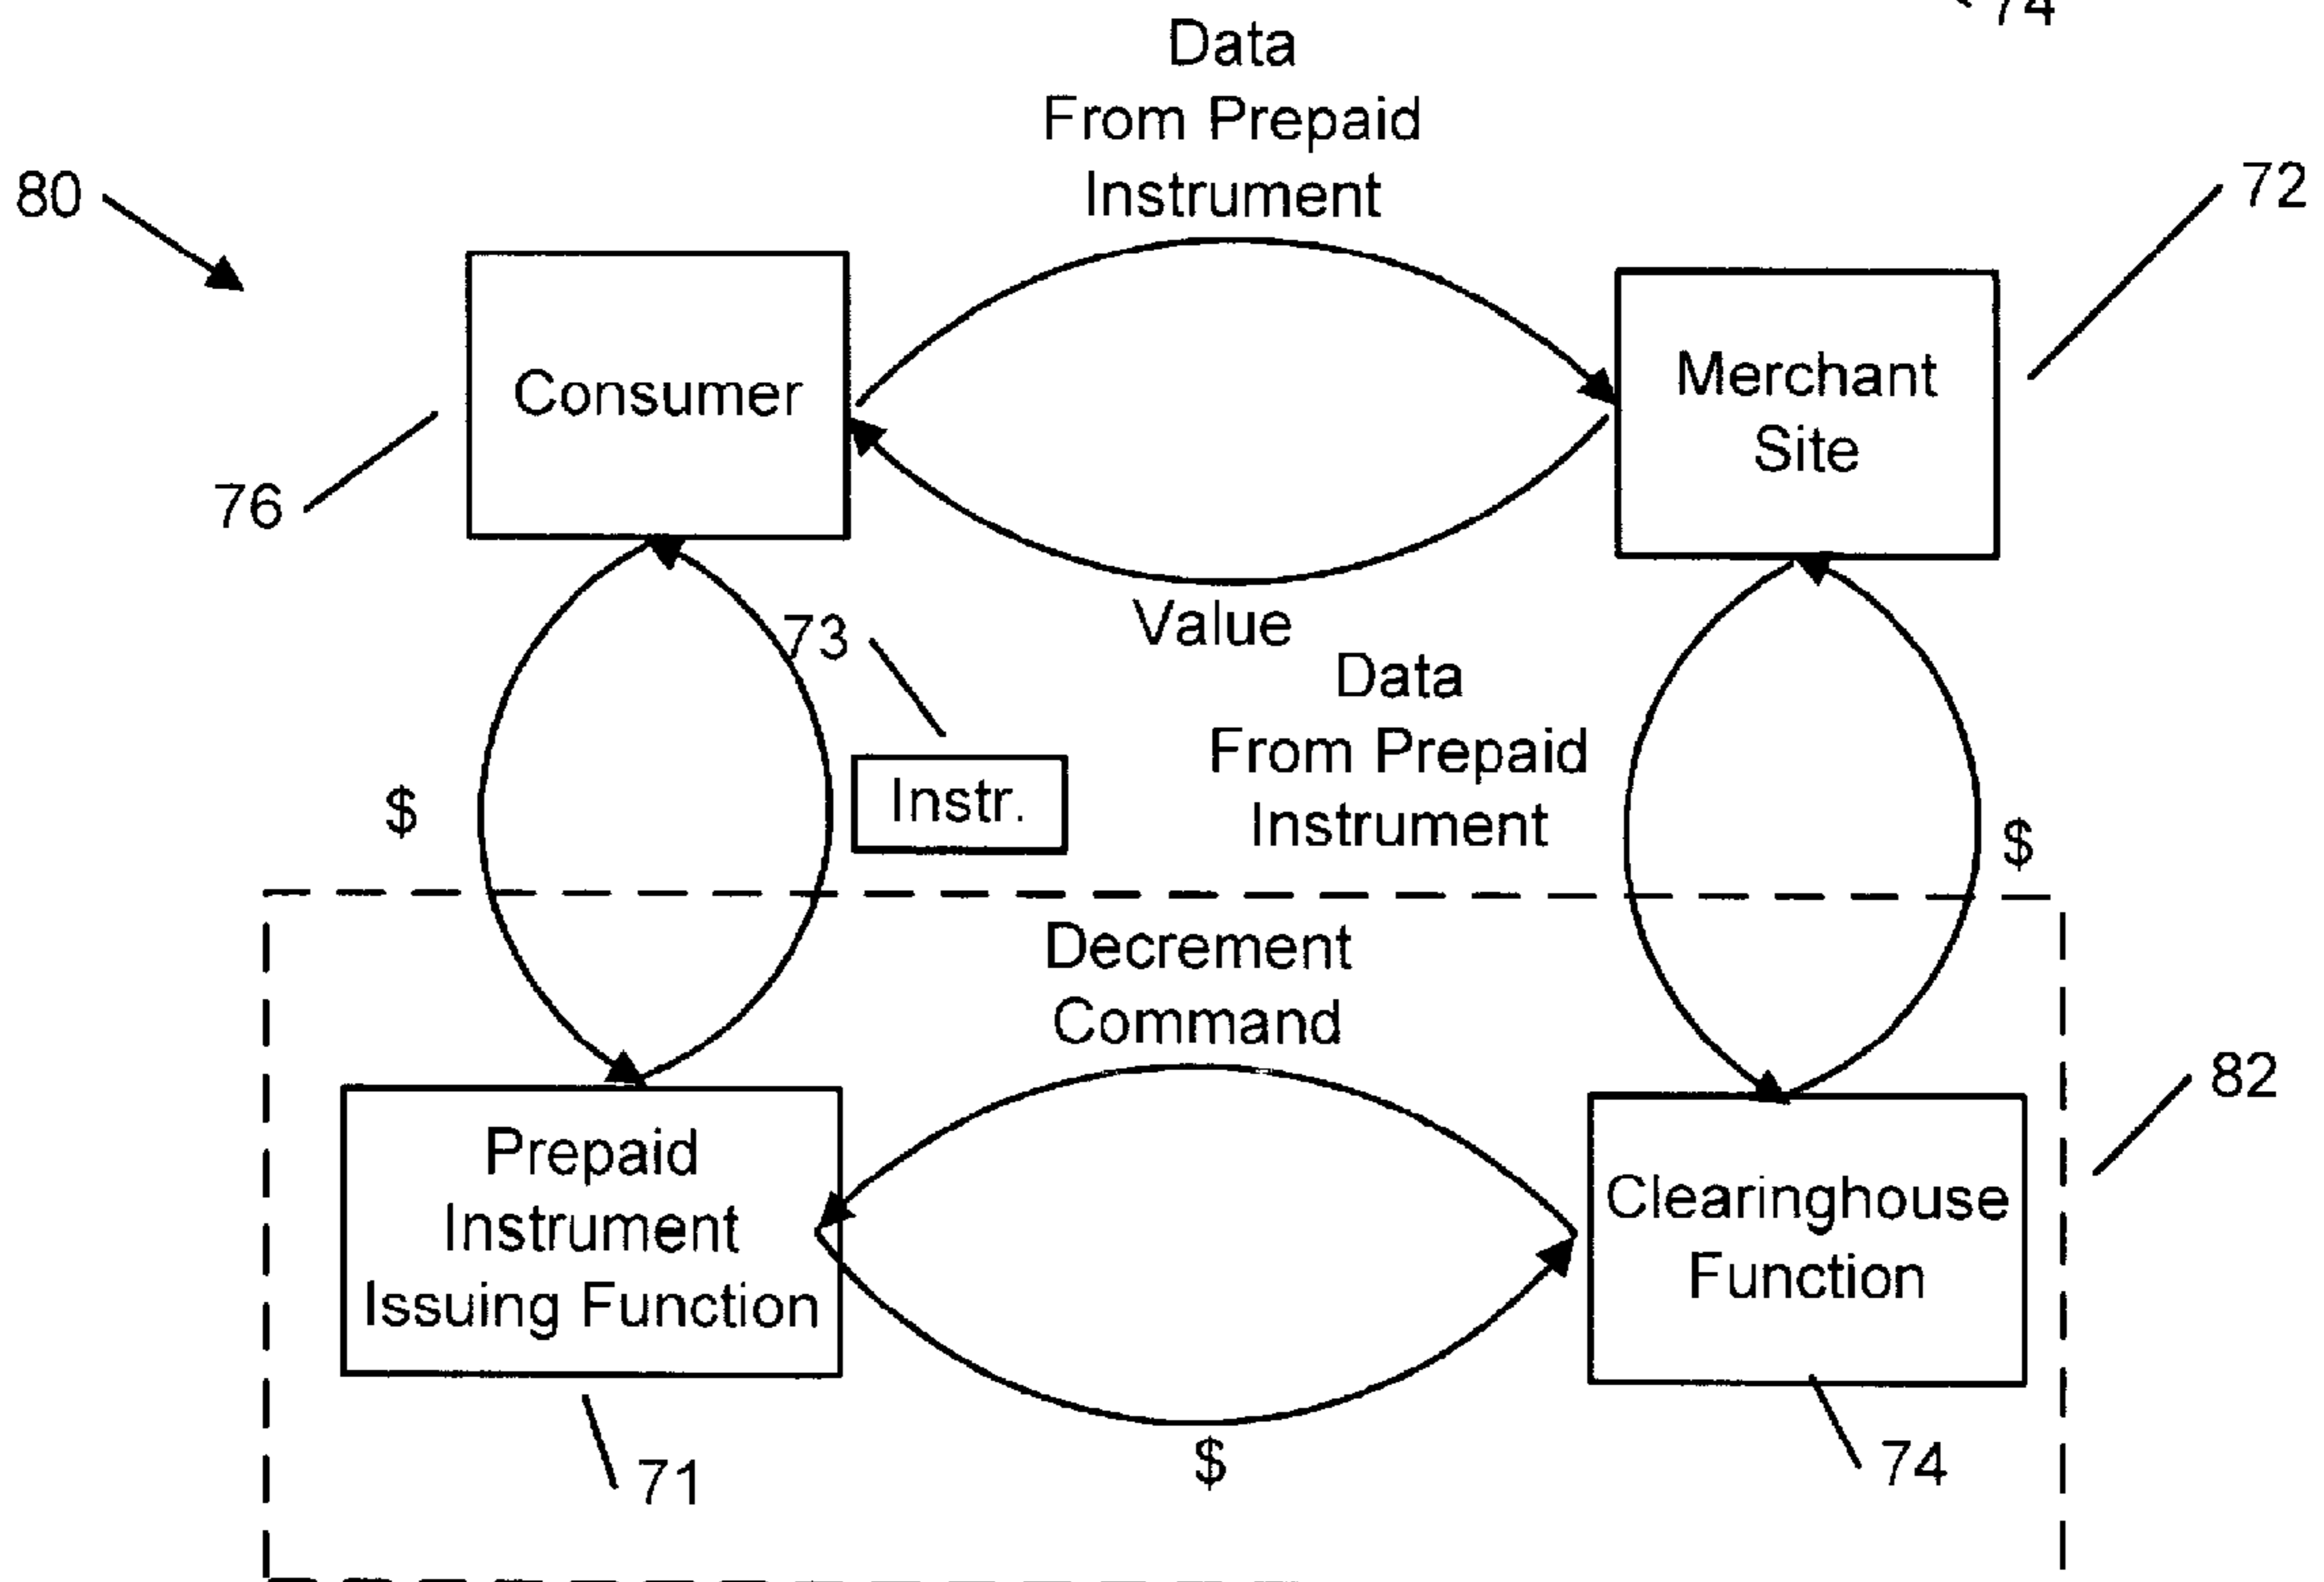 74
Data
From Prepaid
Instrument
80
72
Consumer
Merchant
Site
76
73
Value
Data
From Prepaid
Instrument
$
Instr.
$
Decrement
Command
82
Prepaid
Instrument
Issuing Function
Clearinghouse
Function
$
71
74